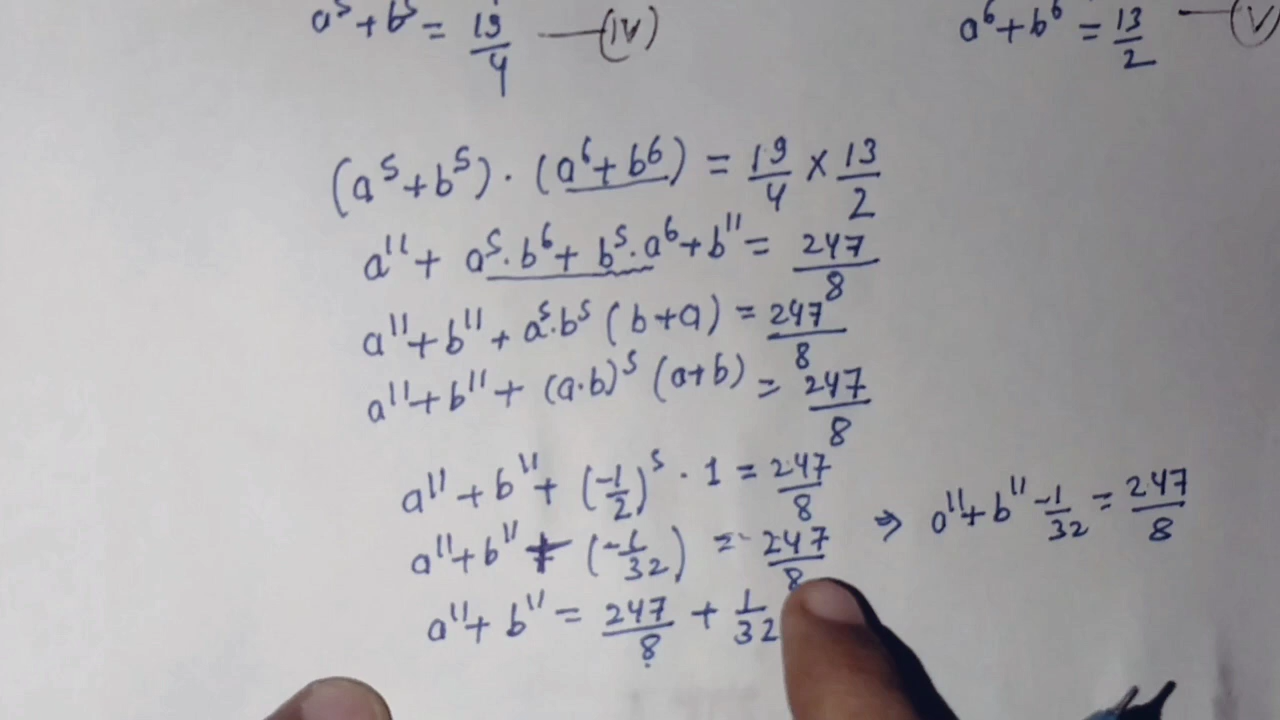 a⁵+b⁵ = 19/4 —(IV)
a⁶+b⁶ = 13/2 —(V)
(a⁵+b⁵)·(a⁶+b⁶) = 19/4 × 13/2
a¹¹+ a⁵·b⁶+ b⁵·a⁶+b¹¹ = 247/8
a¹¹+b¹¹+a⁵·b⁵(b+a) = 247/8
a¹¹+b¹¹+(a·b)⁵(a+b) = 247/8
a¹¹+b¹¹+(-1/2)⁵·1 = 247/8
a¹¹+b¹¹+(-1/32) = 247/8 ⇒ a¹¹+b¹¹-1/32 = 247/8
a¹¹+b¹¹ = 247/8 + 1/32